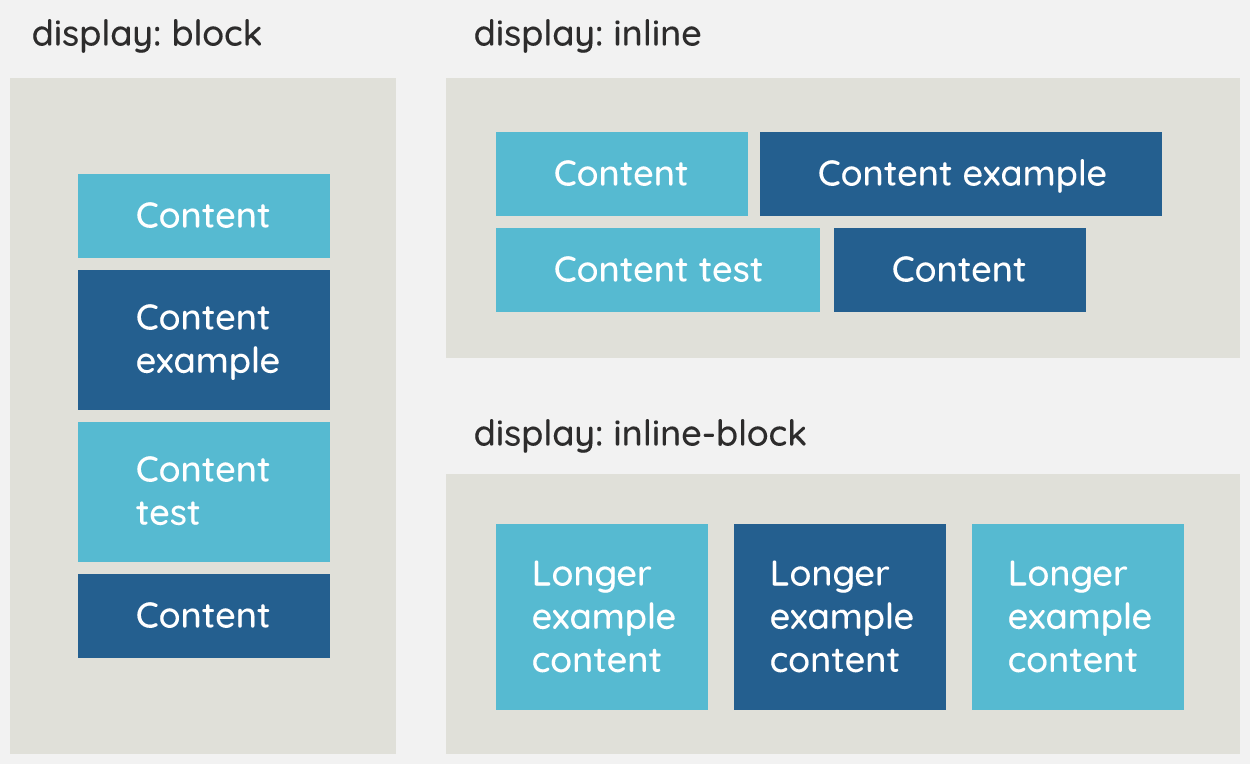 display: block
Content
Content
example
Content
test
Content
display: inline
Content
Content example
Content test
Content
display: inline-block
Longer
example
content
Longer
example
content
Longer
example
content